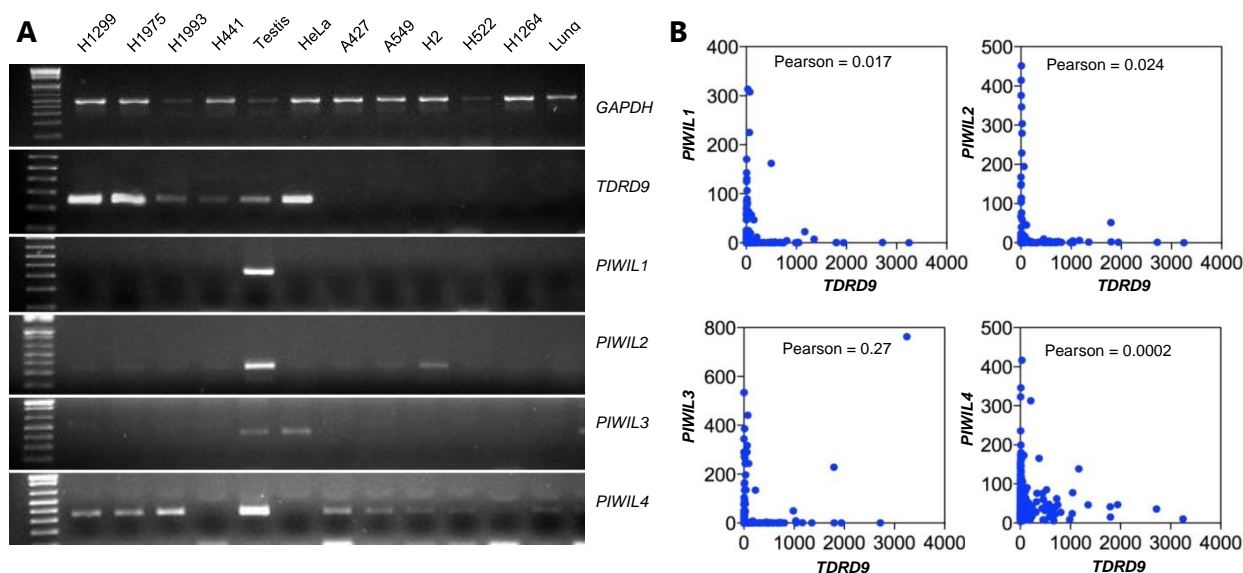 A
H1299 H1975 H1993 H441 Testis HeLa A427 A549 H2 H522 H1264 Lung
GAPDH
TDRD9
PIWIL1
PIWIL2
PIWIL3
PIWIL4
B
Pearson = 0.017
PIWIL1
400
300
200
100
0
0 1000 2000 3000 4000
TDRD9
Pearson = 0.024
PIWIL2
500
400
300
200
100
0
0 1000 2000 3000 4000
TDRD9
Pearson = 0.27
PIWIL3
800
600
400
200
0
0 1000 2000 3000 4000
TDRD9
Pearson = 0.0002
PIWIL4
500
400
300
200
100
0
0 1000 2000 3000 4000
TDRD9